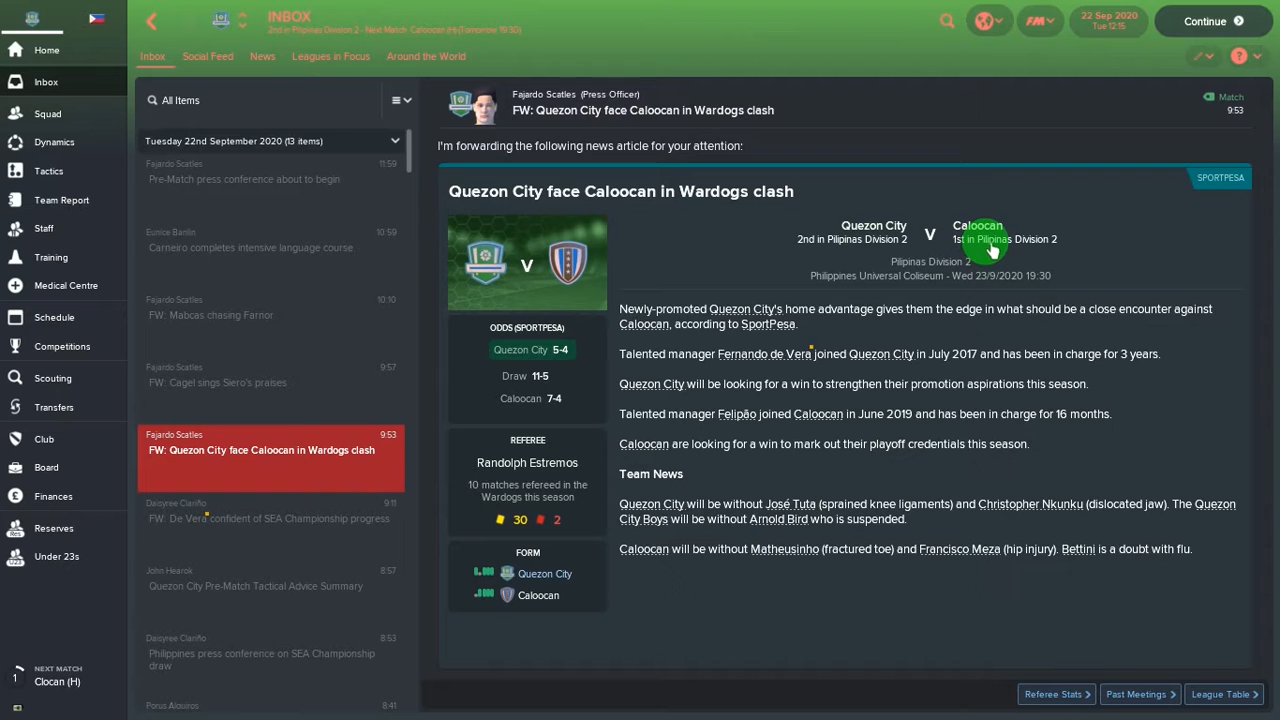 INBOX
2nd in Pilipinas Division 2 - Next Match Caloocan (H)(Tomorrow 19:30)
FM
22 Sep 2020
Tue 12:15
Continue
Inbox Social Feed News Leagues in Focus Around the World
Home
Inbox
Squad
Dynamics
Tactics
Team Report
Staff
Training
Medical Centre
Schedule
Competitions
Scouting
Transfers
Club
Board
Finances
Res Reserves
U23 Under 23s
1
NEXT MATCH
Clocan (H)
All Items
Tuesday 22nd September 2020 (13 items)
Fajardo Scatles 11:59
Pre-Match press conference about to begin
Eunice Banlin
Carneiro completes intensive language course
Fajardo Scatles 10:10
FW: Mabcas chasing Farnor
Fajardo Scatles 9:57
FW: Cagel sings Siero's praises
Fajardo Scatles 9:53
FW: Quezon City face Caloocan in Wardogs clash
Daisyree Clariño 9:11
FW: De Vera confident of SEA Championship progress
John Hearok 8:57
Quezon City Pre-Match Tactical Advice Summary
Daisyree Clariño 8:53
Philippines press conference on SEA Championship
draw
Porus Alquiros 8:41
Fajardo Scatles (Press Officer)
FW: Quezon City face Caloocan in Wardogs clash
Match
9:53
I'm forwarding the following news article for your attention:
SPORTPESA
Quezon City face Caloocan in Wardogs clash
V
Quezon City V Caloocan
2nd in Pilipinas Division 2 1st in Pilipinas Division 2
Pilipinas Division 2
Philippines Universal Coliseum - Wed 23/9/2020 19:30
ODDS (SPORTPESA)
Quezon City 5-4
Draw 11-5
Caloocan 7-4
REFEREE
Randolph Estremos
10 matches refereed in the
Wardogs this season
30 2
FORM
Quezon City
Caloocan
Newly-promoted Quezon City's home advantage gives them the edge in what should be a close encounter against
Caloocan, according to SportPesa.
Talented manager Fernando de Vera joined Quezon City in July 2017 and has been in charge for 3 years.
Quezon City will be looking for a win to strengthen their promotion aspirations this season.
Talented manager Felipão joined Caloocan in June 2019 and has been in charge for 16 months.
Caloocan are looking for a win to mark out their playoff credentials this season.
Team News
Quezon City will be without José Tuta (sprained knee ligaments) and Christopher Nkunku (dislocated jaw). The Quezon
City Boys will be without Arnold Bird who is suspended.
Caloocan will be without Matheusinho (fractured toe) and Francisco Meza (hip injury). Bettini is a doubt with flu.
Referee Stats Past Meetings League Table